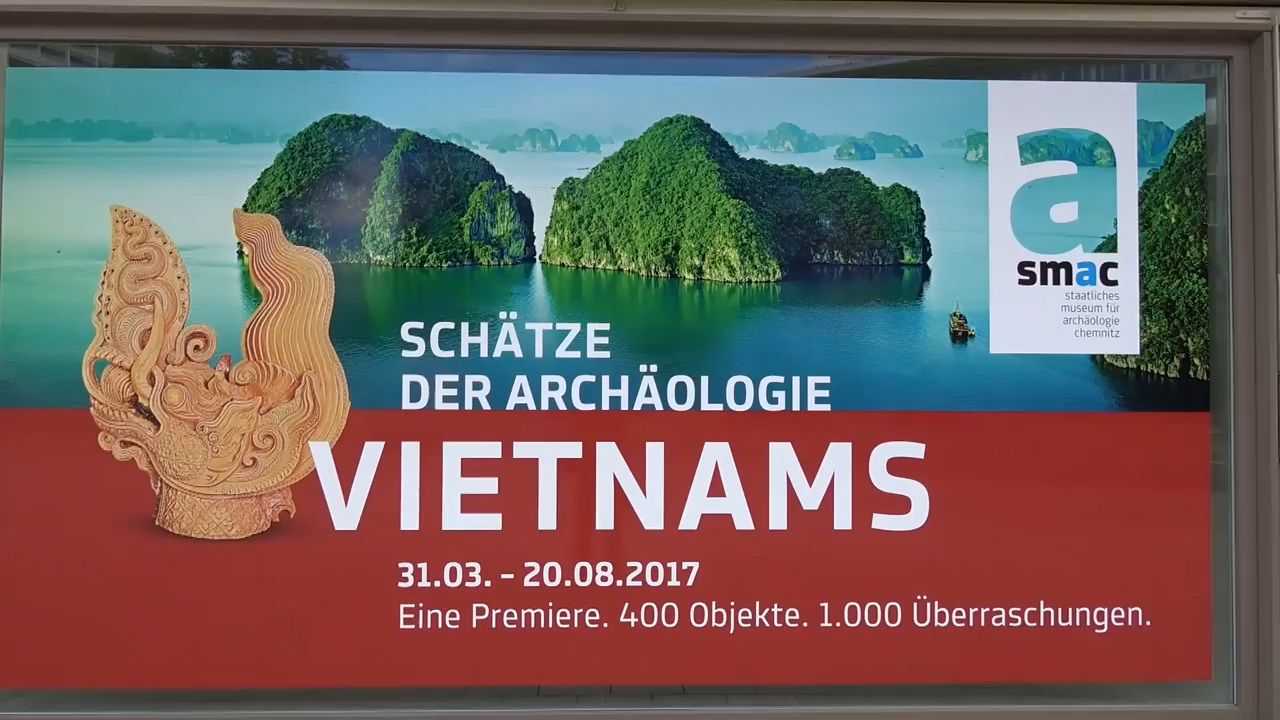 SCHÄTZE
DER ARCHÄOLOGIE
VIETNAMS
31.03. - 20.08.2017
Eine Premiere. 400 Objekte. 1.000 Überraschungen.
a
smac
staatliches
museum für
archäologie
chemnitz